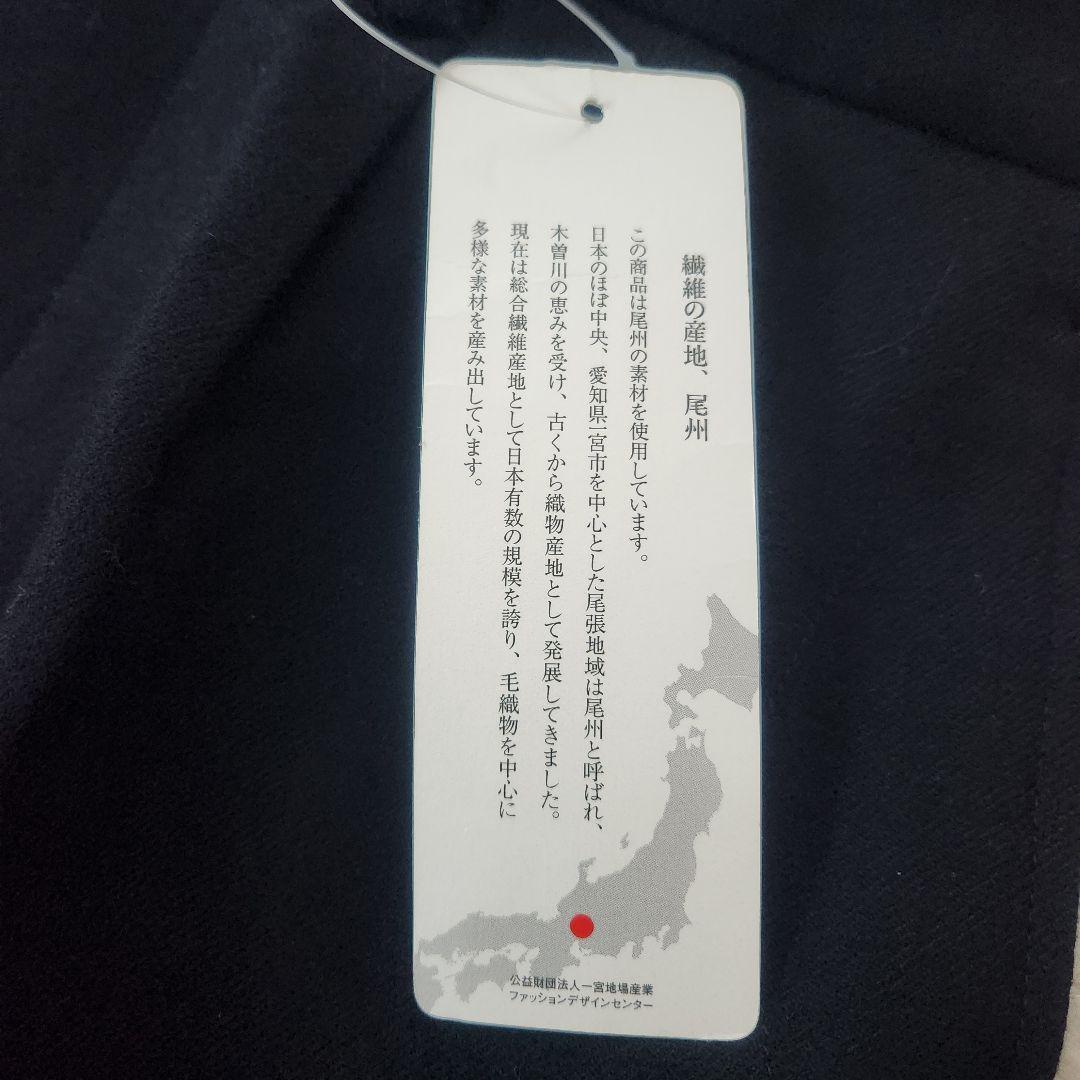 繊維の産地、尾州
この商品は尾州の素材を使用しています。
日本のほぼ中央、愛知県一宮市を中心とした尾張地域は尾州と呼ばれ、
木曽川の恵みを受け、古くから織物産地として発展してきました。
現在は総合繊維産地として日本有数の規模を誇り、毛織物を中心に
多様な素材を産み出しています。
公益財団法人一宮地場産業
ファッションデザインセンター